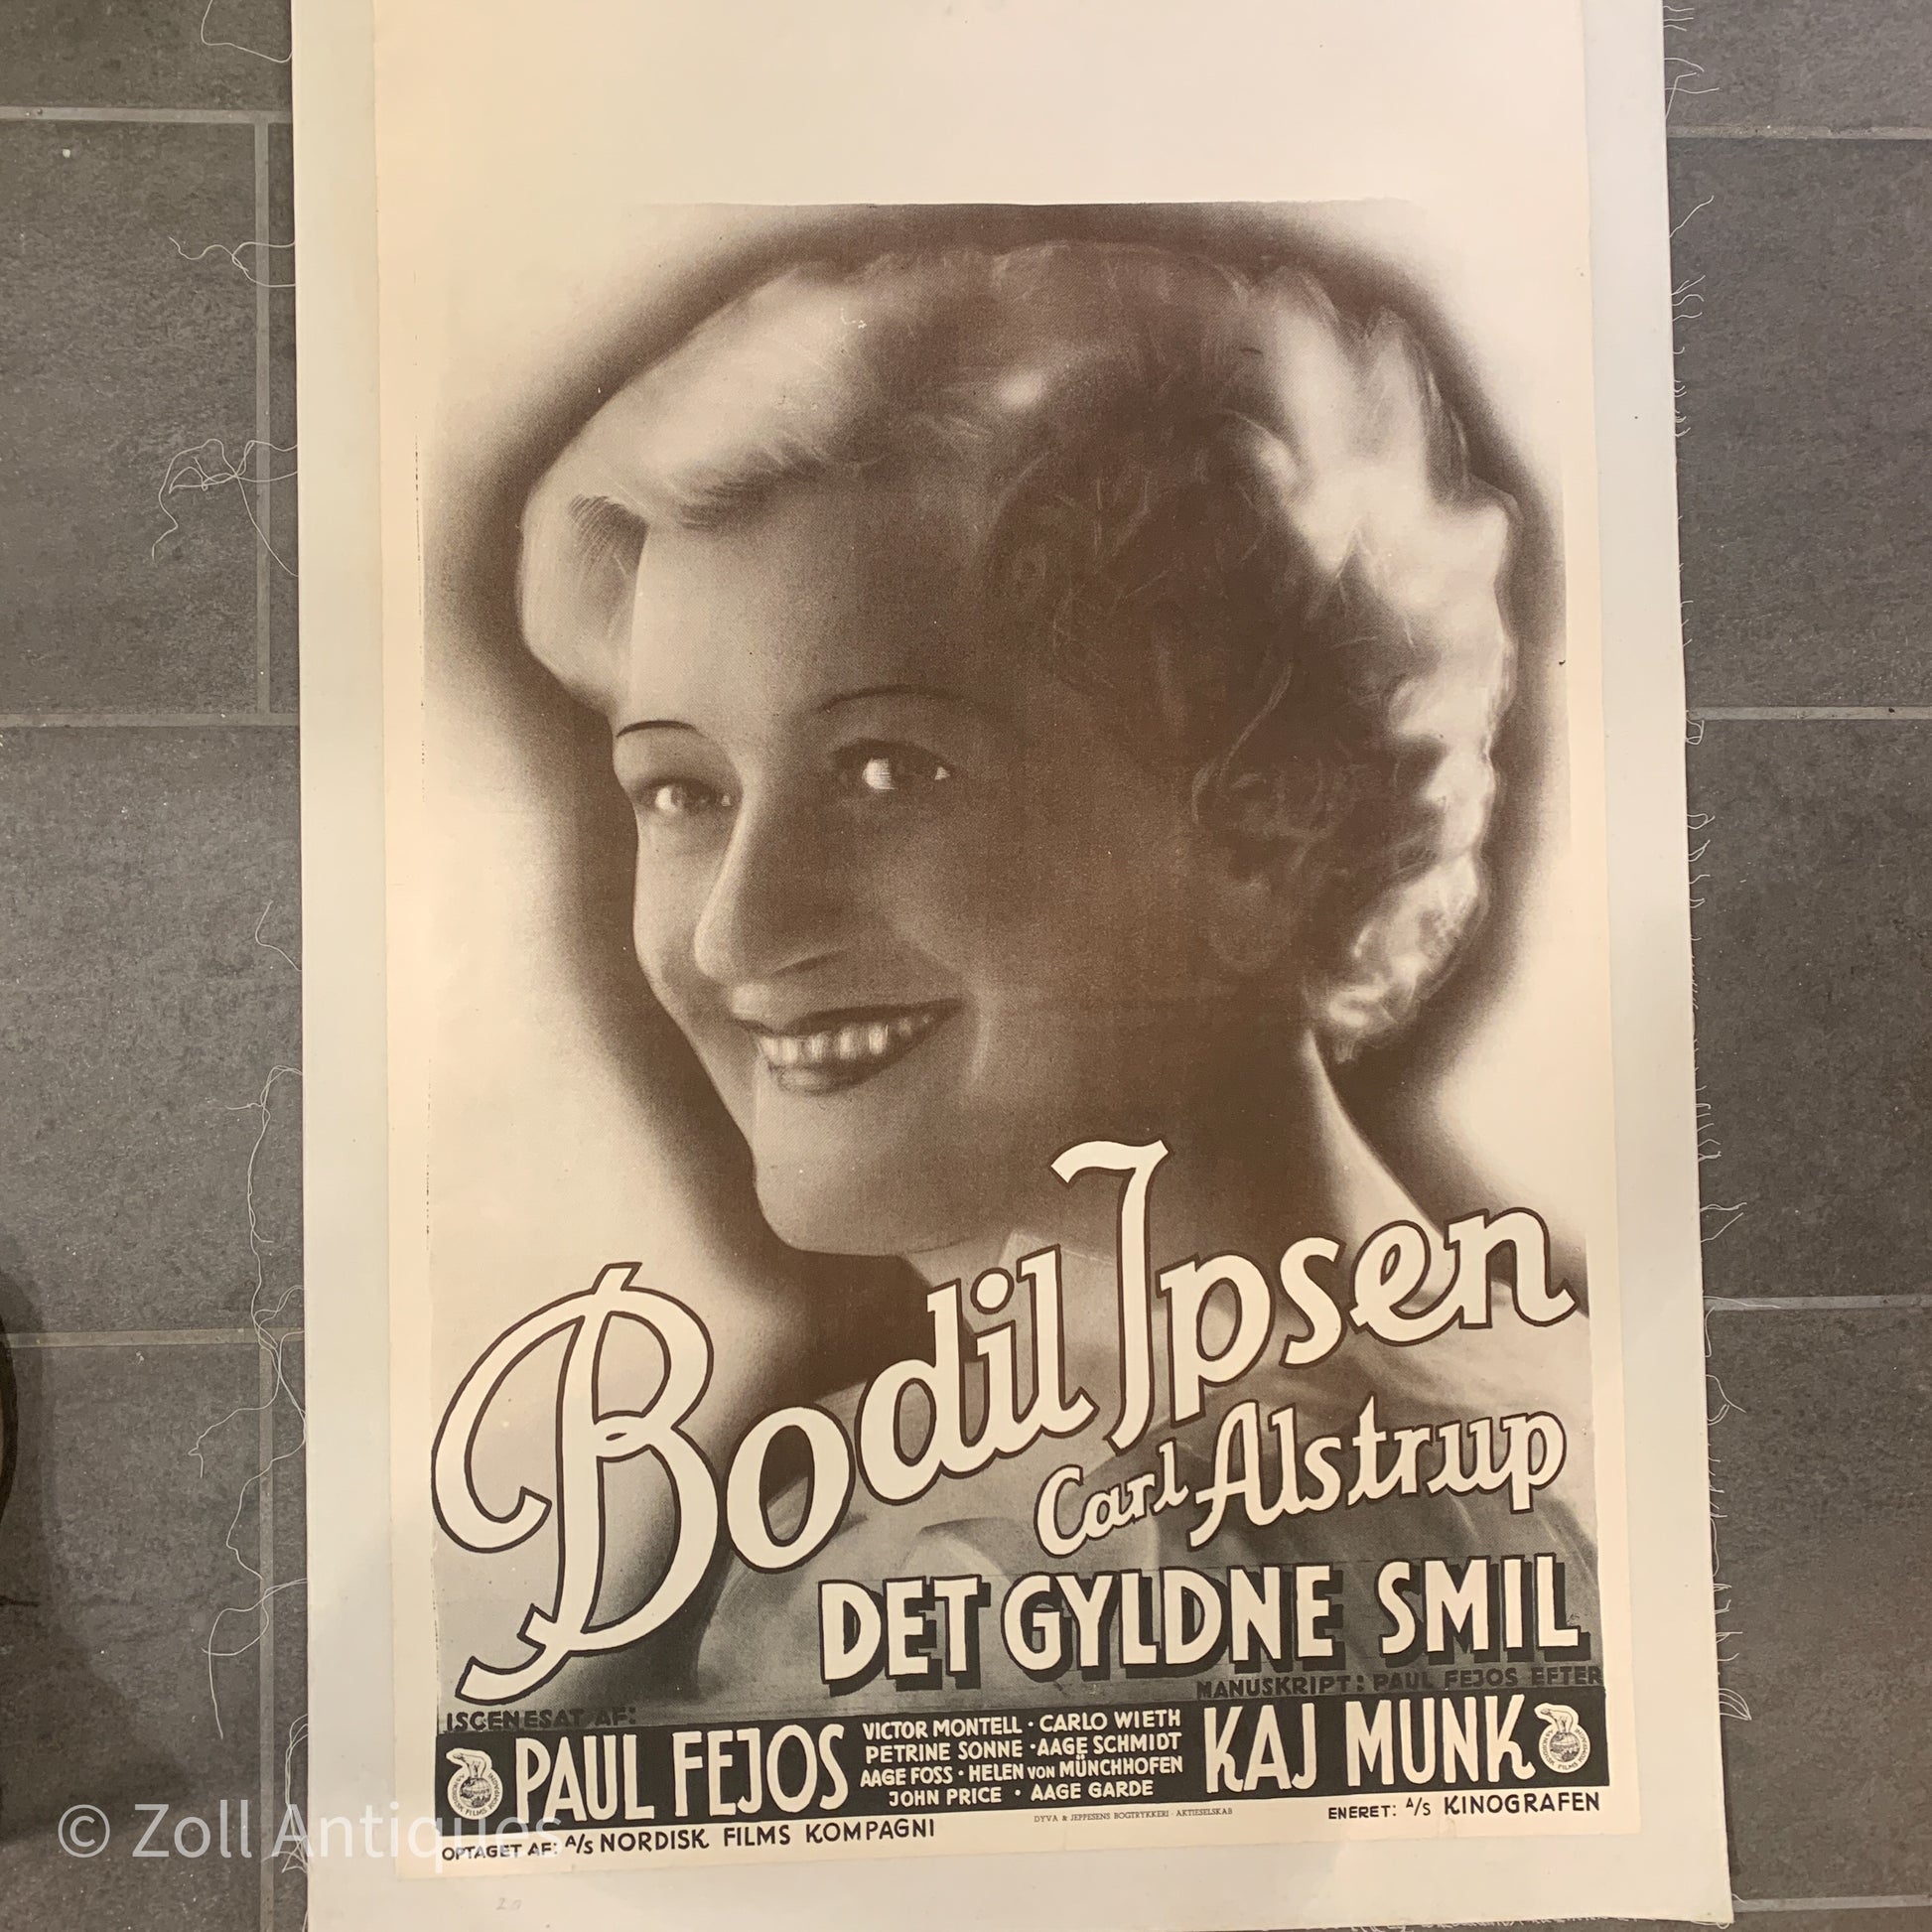 Bodil Ipsen
Carl Alstrup
DET GYLDNE SMIL
MANUSKRIPT: PAUL FEJOS EFTER
ISCENESAT AF:
PAUL FEJOS
VICTOR MONTELL · CARLO WIETH
PETRINE SONNE · AAGE SCHMIDT
AAGE FOSS · HELEN VON MÜNCHHOFEN
JOHN PRICE · AAGE GARDE
KAJ MUNK
DYVA & JEPPESENS BOGTRYKKERI · AKTIESELSKAB
ENERET: A/S KINOGRAFEN
OPTAGET AF: A/S NORDISK FILMS KOMPAGNI
© Zoll Antiques
20